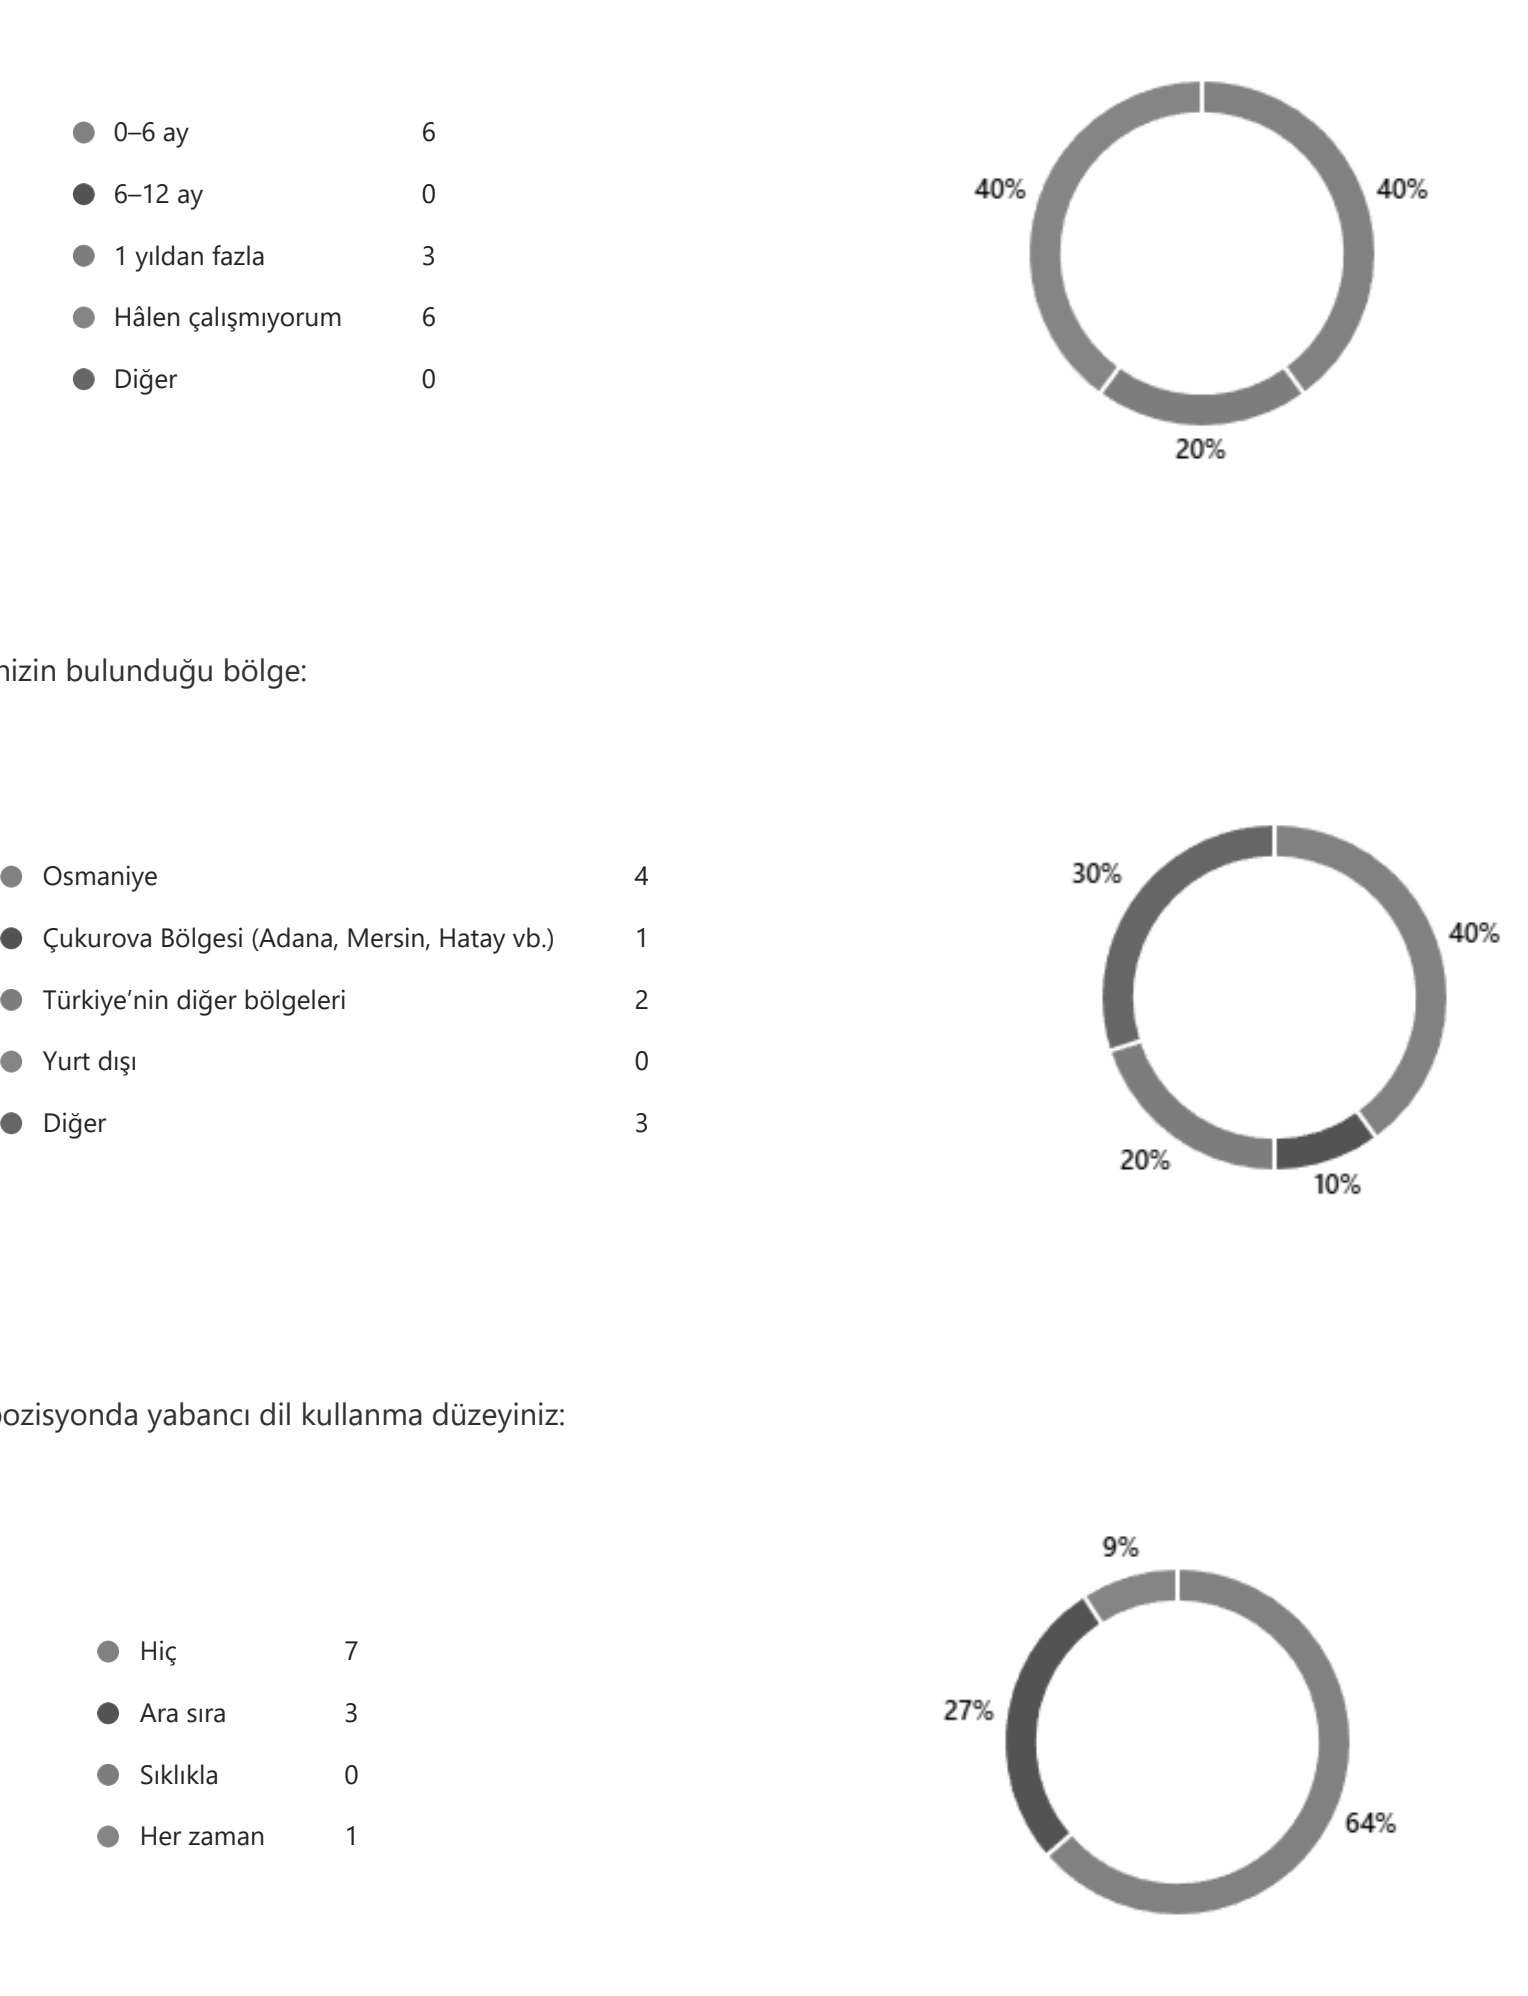 0–6 ay 6
6–12 ay 0
1 yıldan fazla 3
Hâlen çalışmıyorum 6
Diğer 0
40%
40%
20%
bulunduğu bölge:
Osmaniye 4
Çukurova Bölgesi (Adana, Mersin, Hatay vb.) 1
Türkiye’nin diğer bölgeleri 2
Yurt dışı 0
Diğer 3
30%
40%
20%
10%
pozisyonda yabancı dil kullanma düzeyiniz:
Hiç 7
Ara sıra 3
Sıklıkla 0
Her zaman 1
9%
27%
64%